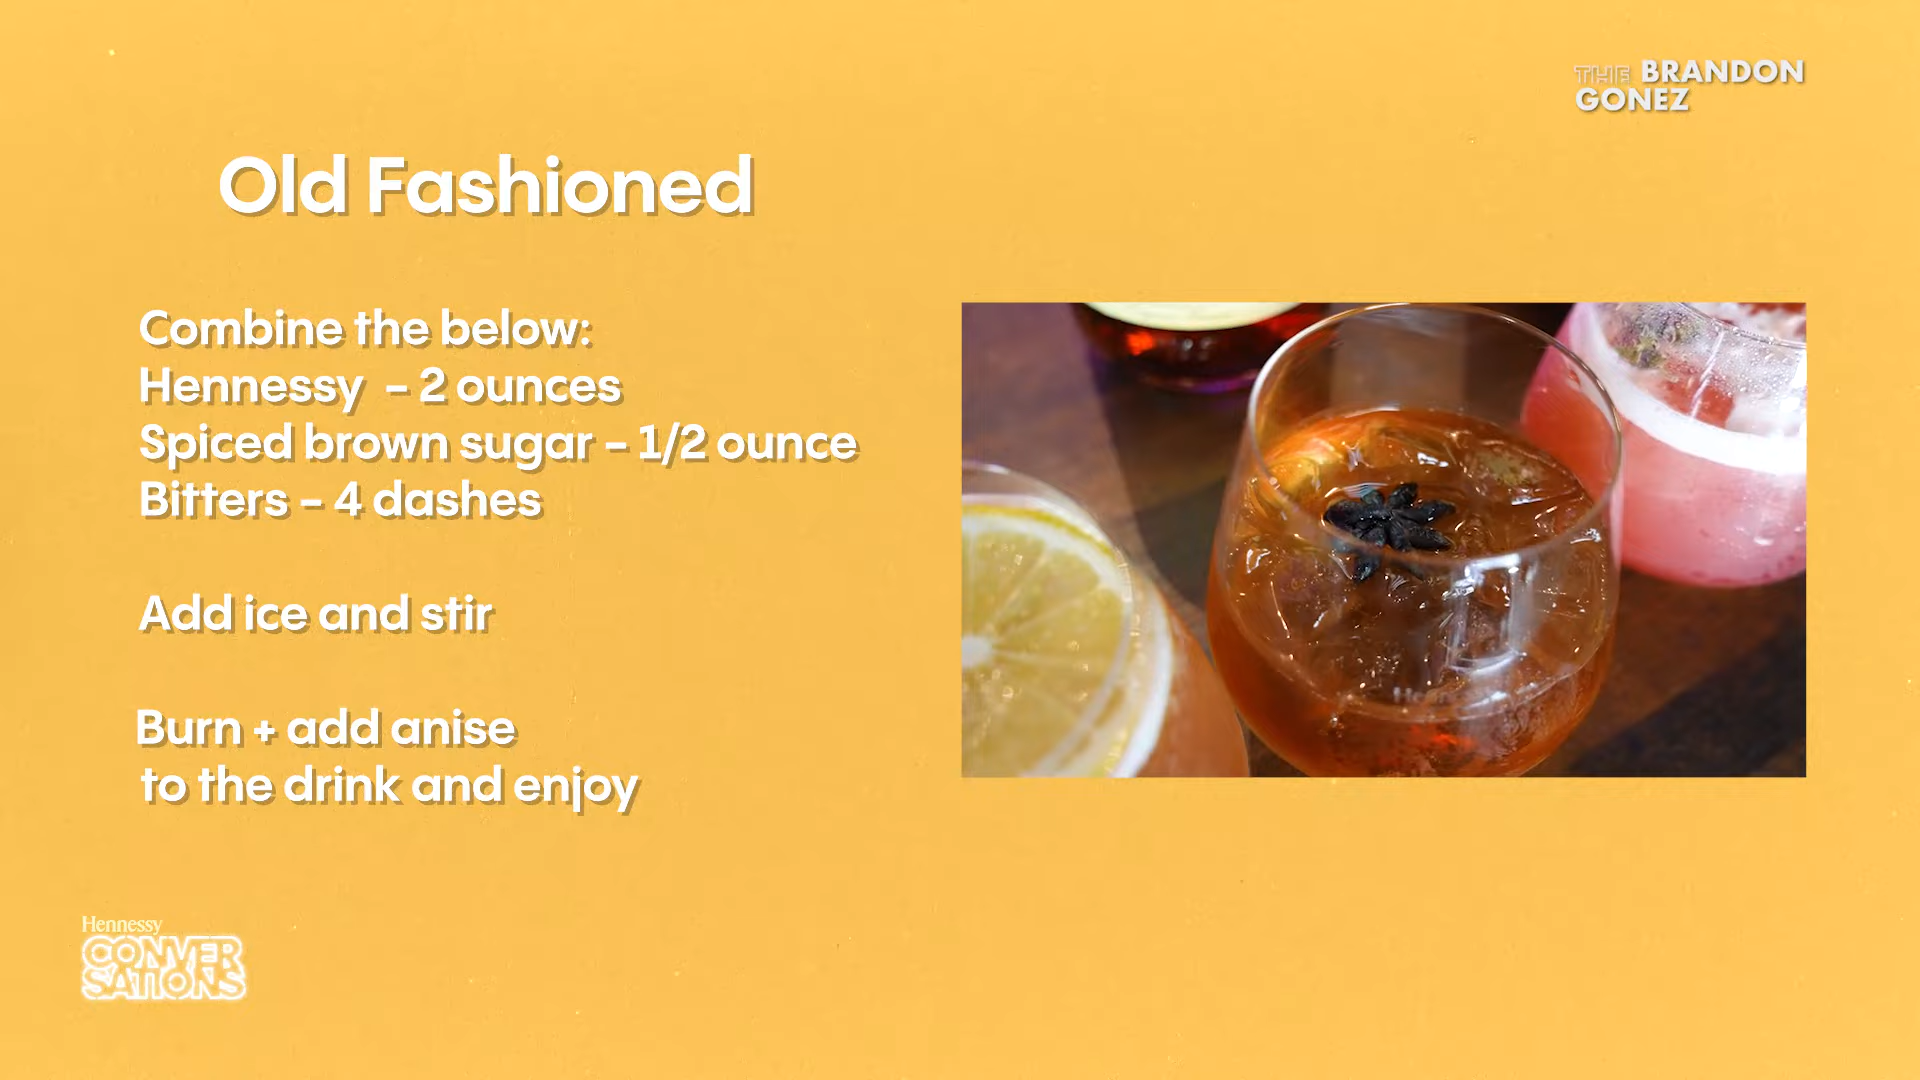 THE BRANDON
GONEZ
Old Fashioned
Combine the below:
Hennessy - 2 ounces
Spiced brown sugar - 1/2 ounce
Bitters - 4 dashes
Add ice and stir
Burn + add anise
to the drink and enjoy
Hennessy
CONVER
SATIONS